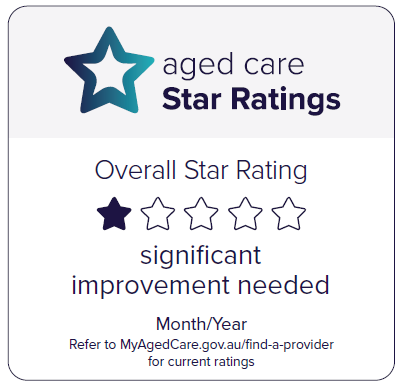 aged care
Star Ratings
Overall Star Rating
significant
improvement needed
Month/Year
Refer to MyAgedCare.gov.au/find-a-provider
for current ratings